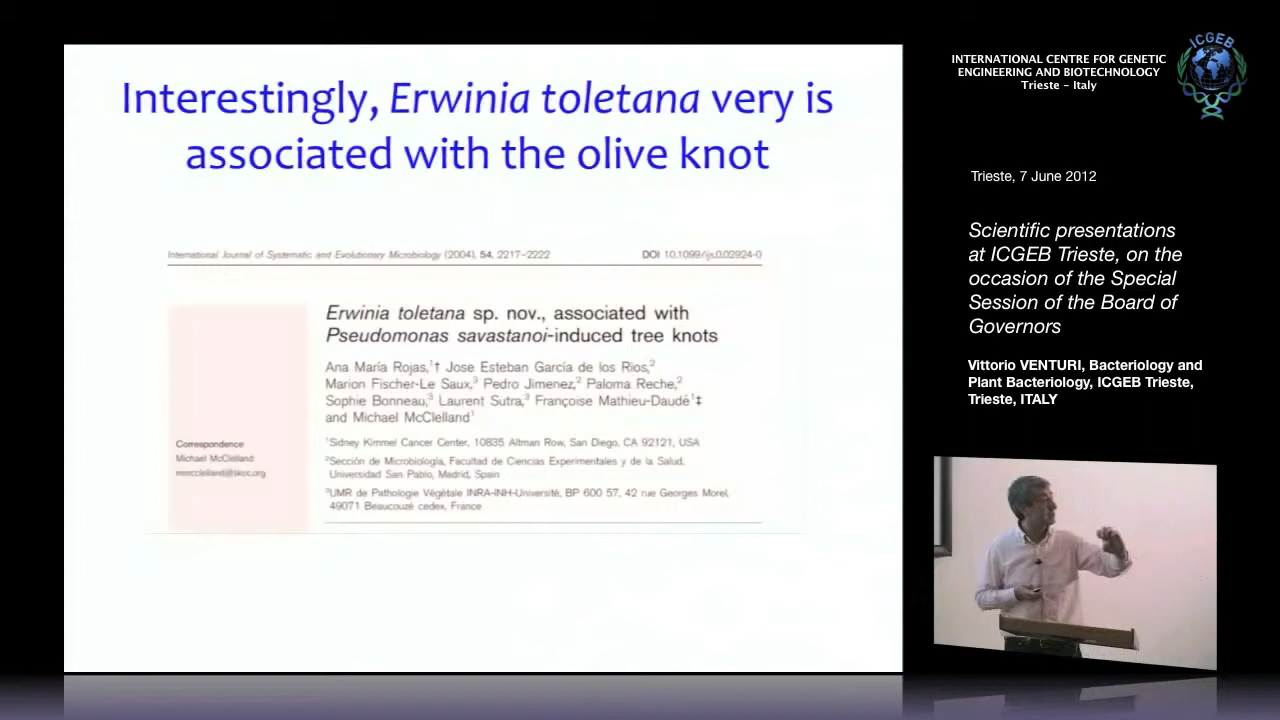 Interestingly, Erwinia toletana very is
associated with the olive knot
International Journal of Systematic and Evolutionary Microbiology (2004), 54, 2217–2222
DOI 10.1099/ijs.0.02924-0
Erwinia toletana sp. nov., associated with
Pseudomonas savastanoi-induced tree knots
Ana María Rojas,1† Jose Esteban García de los Rios,2
Marion Fischer-Le Saux,3 Pedro Jimenez,2 Paloma Reche,2
Sophie Bonneau,3 Laurent Sutra,3 Françoise Mathieu-Daudé1‡
and Michael McClelland1
Correspondence
Michael McClelland
mmcclelland@skcc.org
1Sidney Kimmel Cancer Center, 10835 Altman Row, San Diego, CA 92121, USA
2Sección de Microbiología, Facultad de Ciencias Experimentales y de la Salud,
Universidad San Pablo, Madrid, Spain
3UMR de Pathologie Végétale INRA-INH-Université, BP 600 57, 42 rue Georges Morel,
49071 Beaucouzé cedex, France
INTERNATIONAL CENTRE FOR GENETIC
ENGINEERING AND BIOTECHNOLOGY
Trieste - Italy
ICGEB
Trieste, 7 June 2012
Scientific presentations
at ICGEB Trieste, on the
occasion of the Special
Session of the Board of
Governors
Vittorio VENTURI, Bacteriology and
Plant Bacteriology, ICGEB Trieste,
Trieste, ITALY